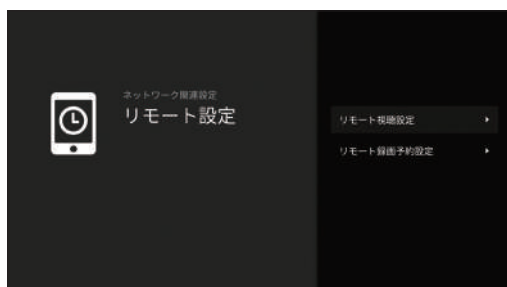 ネットワーク関連設定
リモート設定
リモート視聴設定
リモート録画予約設定